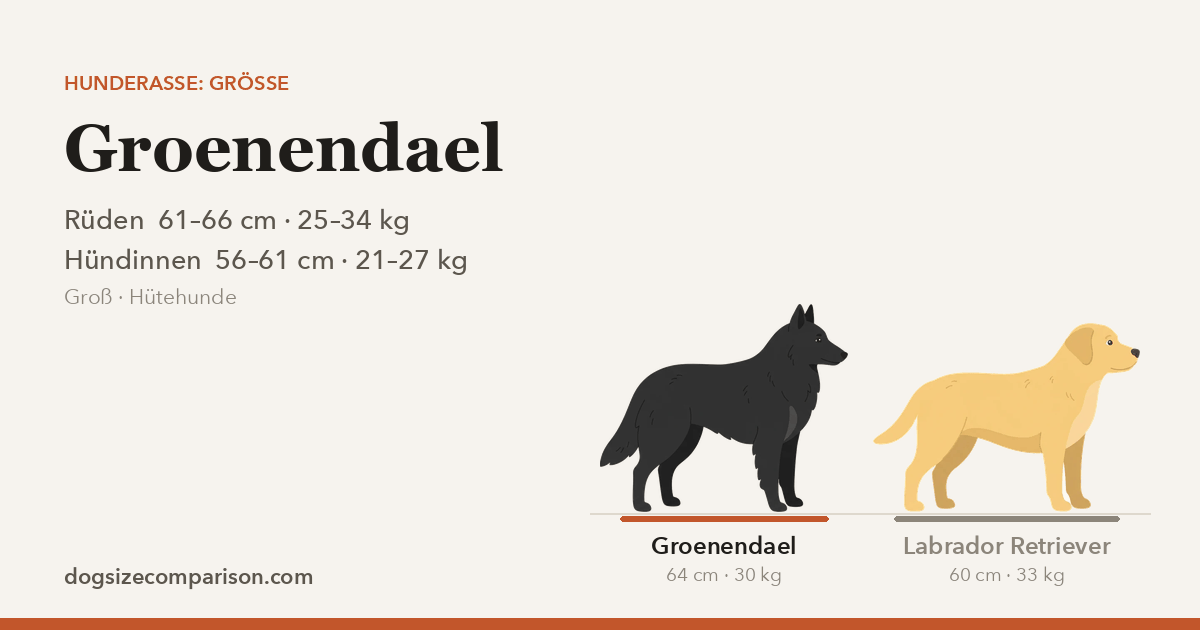 HUNDERASSE: GRÖSSE
Groenendael
Rüden 61–66 cm · 25–34 kg
Hündinnen 56–61 cm · 21–27 kg
Groß · Hütehunde
Groenendael
64 cm · 30 kg
Labrador Retriever
60 cm · 33 kg
dogsizecomparison.com